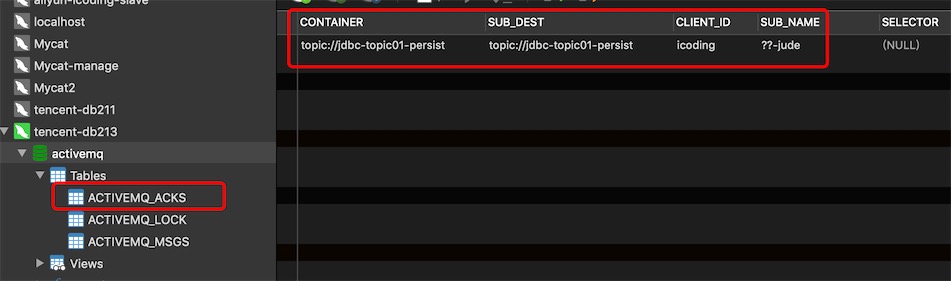 aliyun-icoding-slave
localhost
Mycat
Mycat-manage
Mycat2
tencent-db211
tencent-db213
activemq
Tables
ACTIVEMQ_ACKS
ACTIVEMQ_LOCK
ACTIVEMQ_MSGS
Views
CONTAINER SUB_DEST CLIENT_ID SUB_NAME SELECTOR
topic://jdbc-topic01-persist topic://jdbc-topic01-persist icoding ??-jude (NULL)